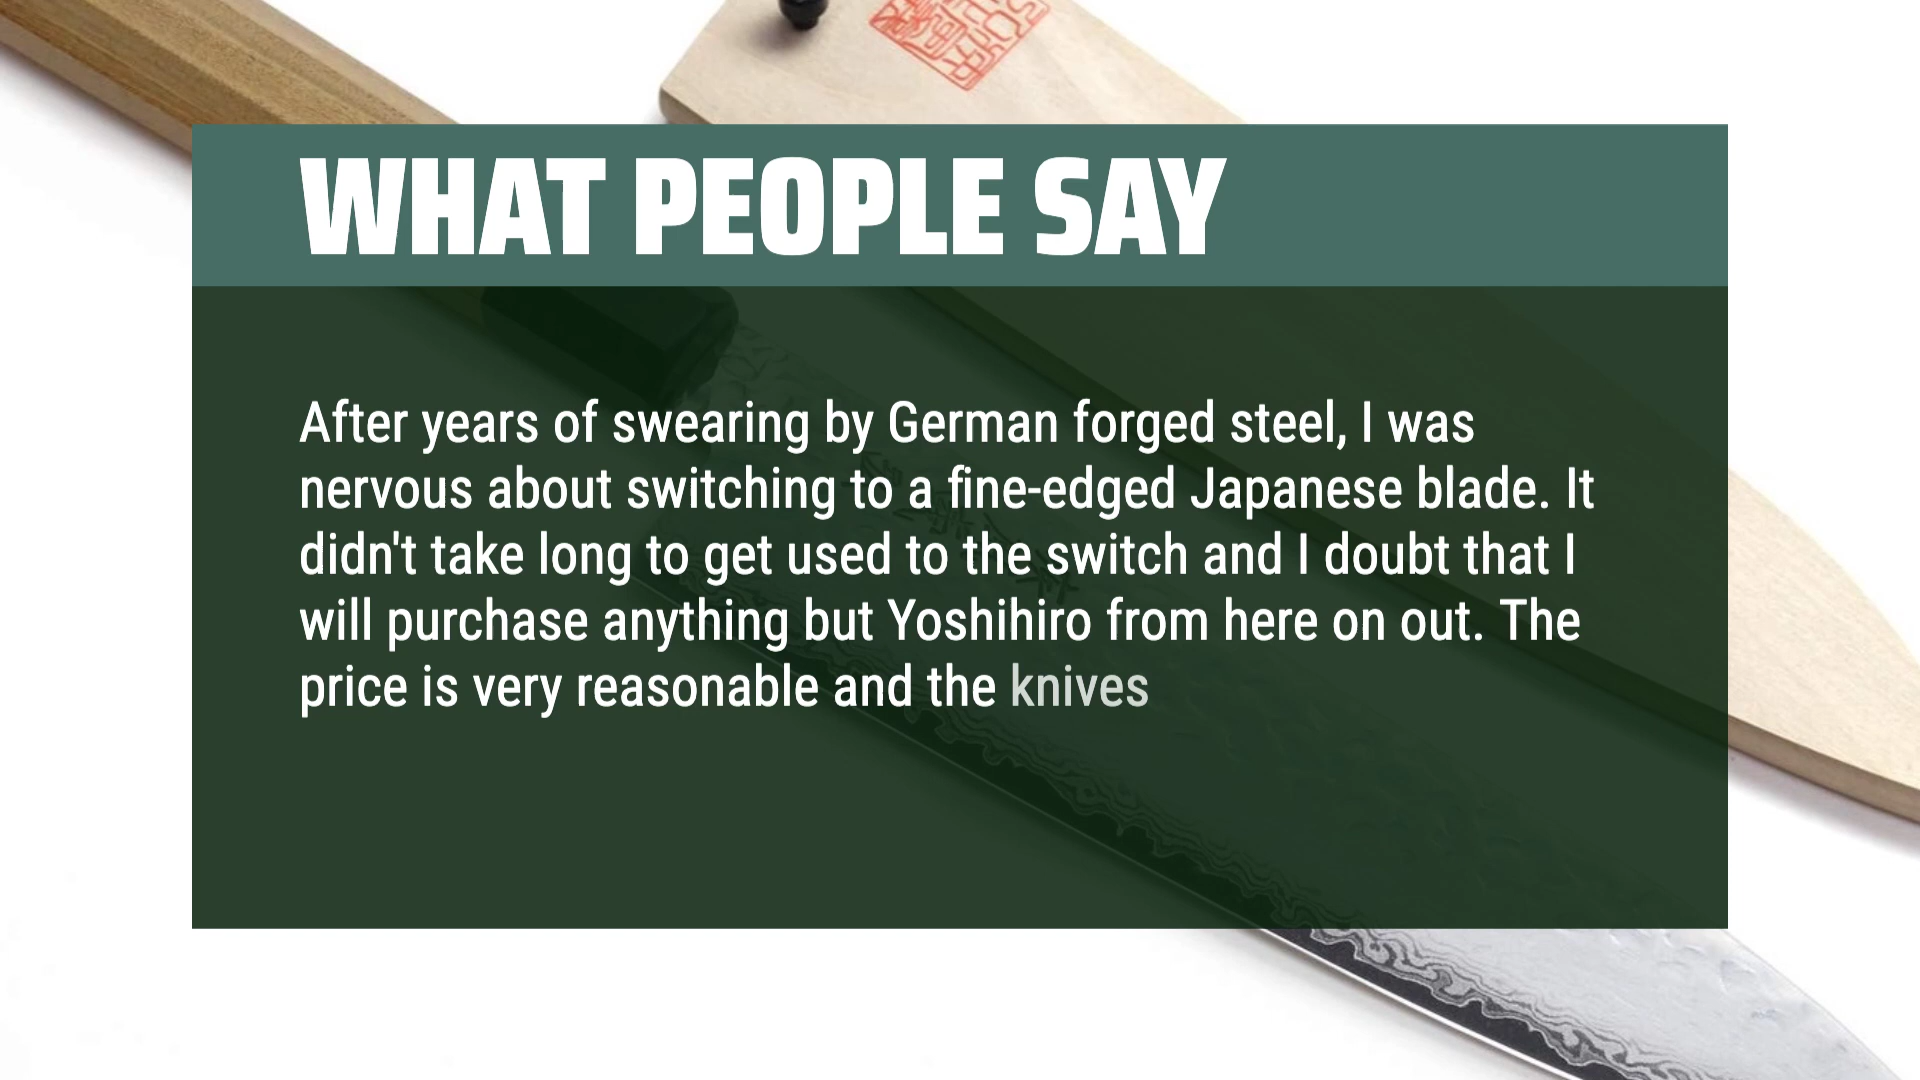 WHAT PEOPLE SAY
After years of swearing by German forged steel, I was
nervous about switching to a fine-edged Japanese blade. It
didn't take long to get used to the switch and I doubt that I
will purchase anything but Yoshihiro from here on out. The
price is very reasonable and the knives